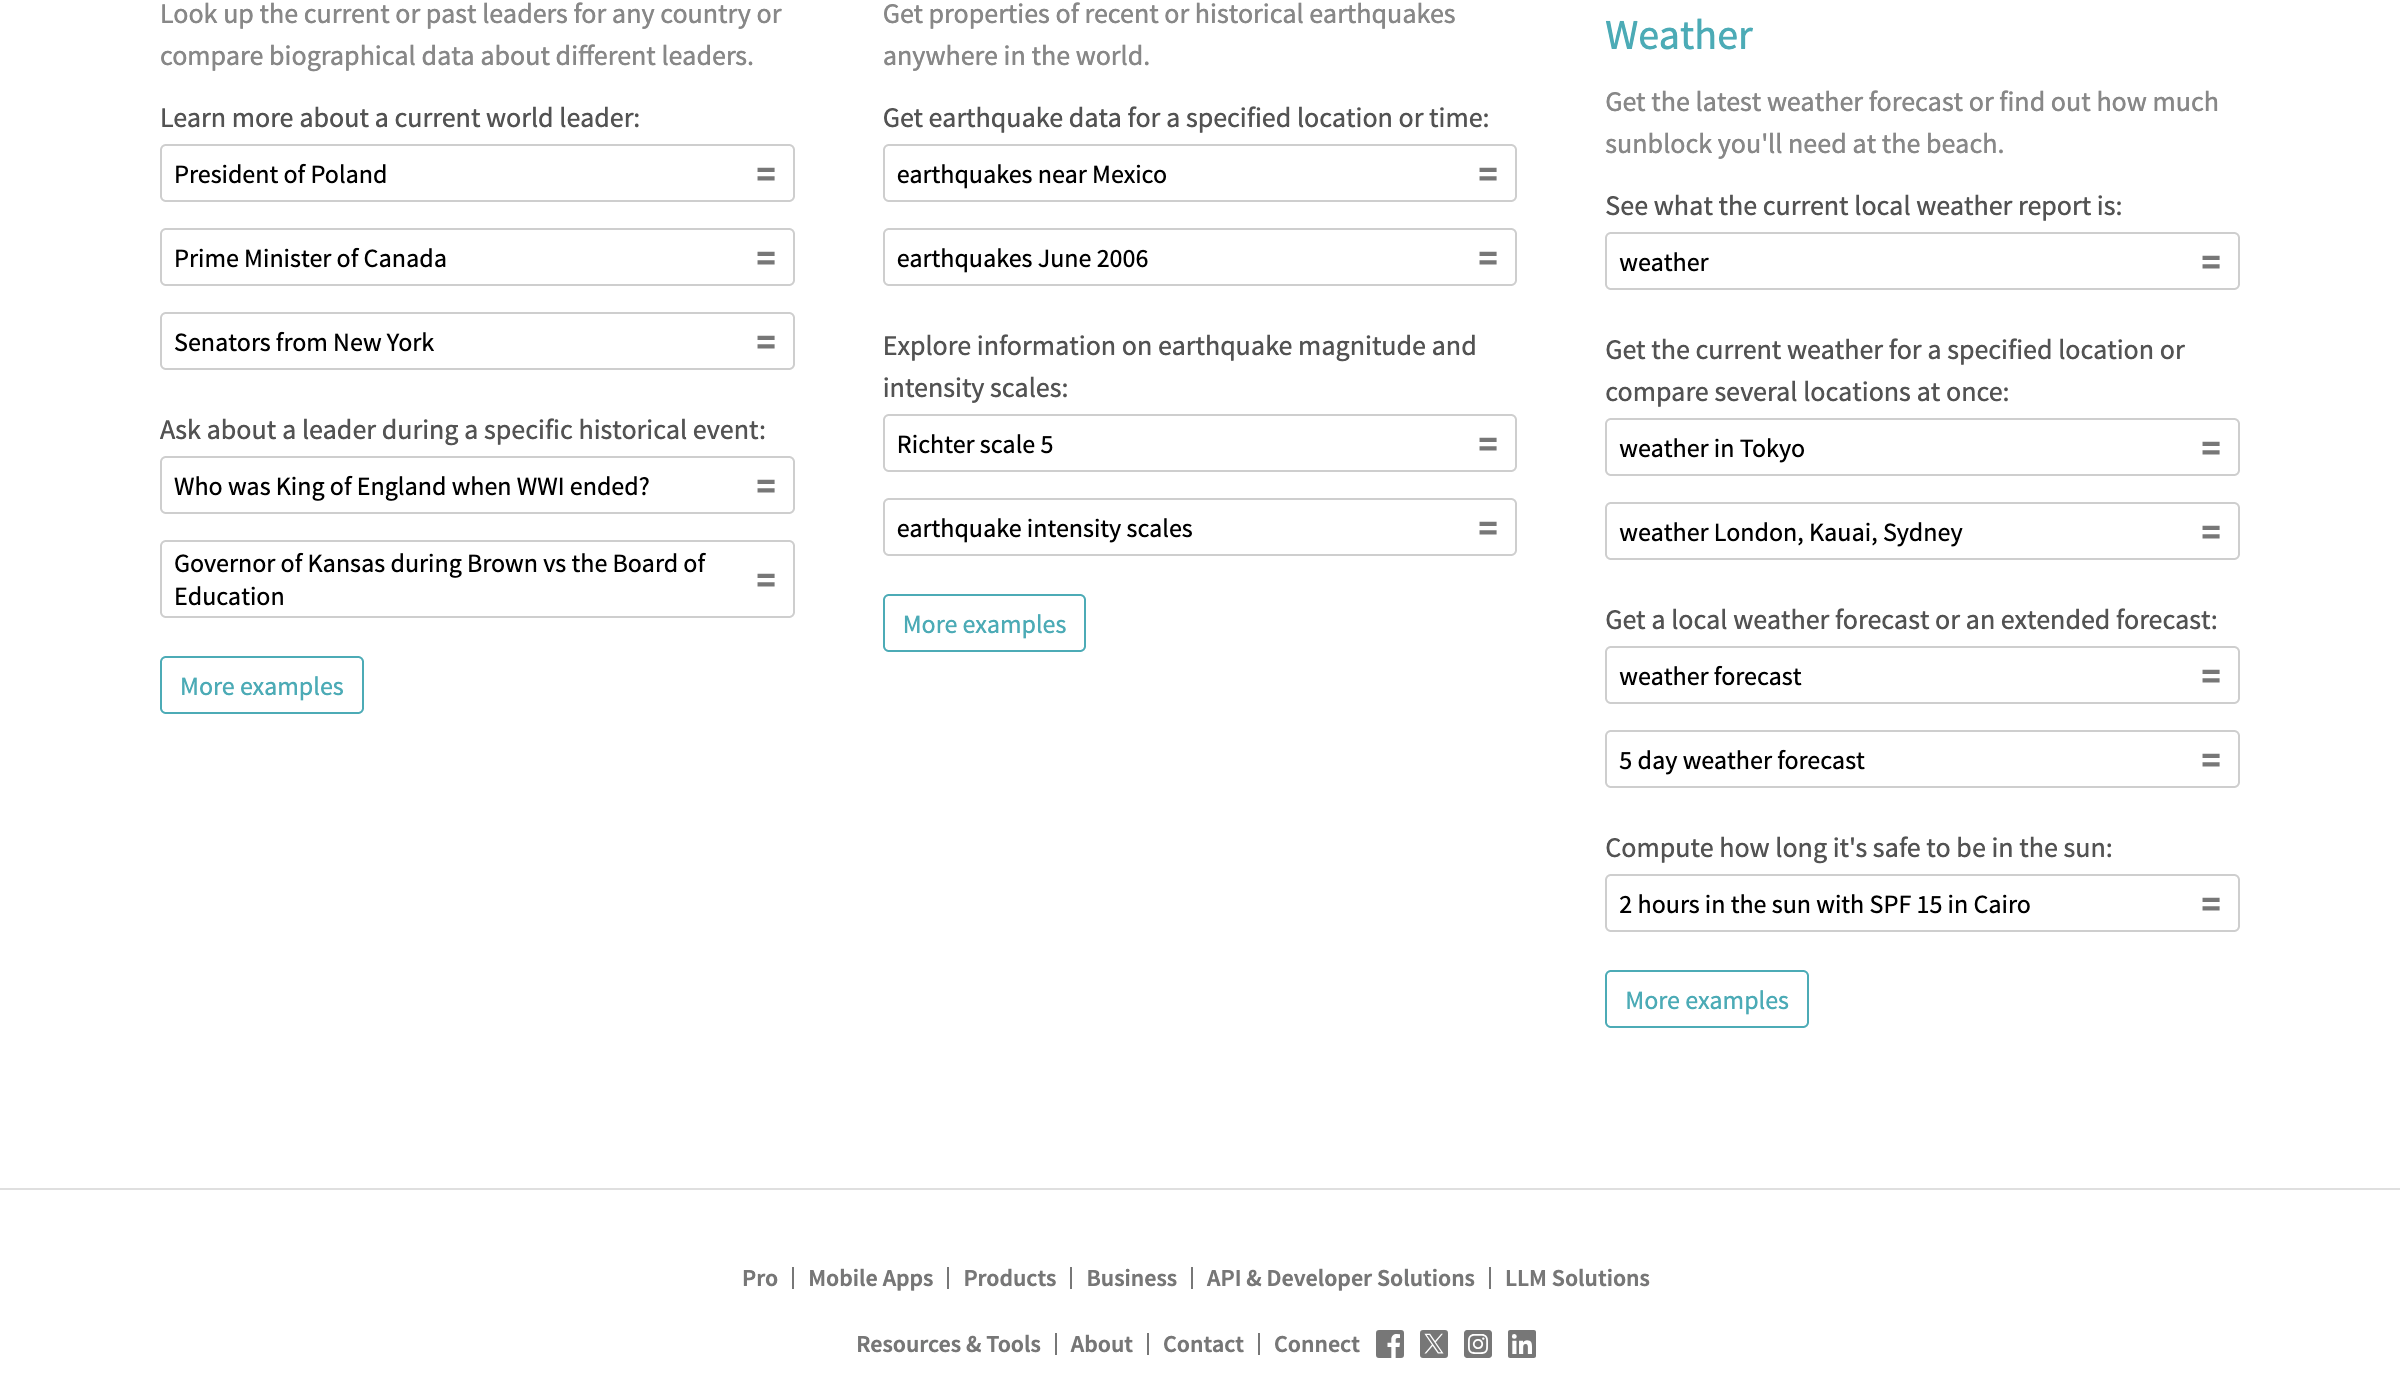 Look up the current or past leaders for any country or
compare biographical data about different leaders.
Learn more about a current world leader:
President of Poland
Prime Minister of Canada
Senators from New York
Ask about a leader during a specific historical event:
Who was King of England when WWI ended?
Governor of Kansas during Brown vs the Board of
Education
More examples
Get properties of recent or historical earthquakes
anywhere in the world.
Get earthquake data for a specified location or time:
earthquakes near Mexico
earthquakes June 2006
Explore information on earthquake magnitude and
intensity scales:
Richter scale 5
earthquake intensity scales
More examples
Weather
Get the latest weather forecast or find out how much
sunblock you'll need at the beach.
See what the current local weather report is:
weather
Get the current weather for a specified location or
compare several locations at once:
weather in Tokyo
weather London, Kauai, Sydney
Get a local weather forecast or an extended forecast:
weather forecast
5 day weather forecast
Compute how long it's safe to be in the sun:
2 hours in the sun with SPF 15 in Cairo
More examples
Pro | Mobile Apps | Products | Business | API & Developer Solutions | LLM Solutions
Resources & Tools | About | Contact | Connect